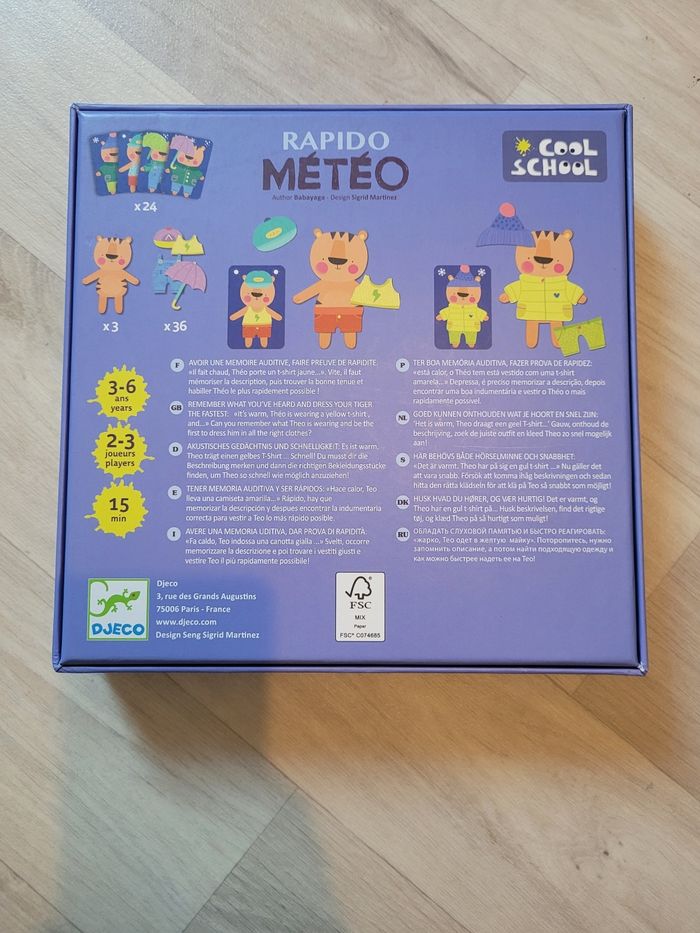 RAPIDO
MÉTÉO
Author Babayaga - Design Sigrid Martinez
COOL
SCHOOL
x 24
x 3
x 36
3-6
ans
years
2-3
joueurs
players
15
min
F
AVOIR UNE MEMOIRE AUDITIVE, FAIRE PREUVE DE RAPIDITE.
«Il fait chaud, Théo porte un t-shirt jaune...». Vite, il faut
mémoriser la description, puis trouver la bonne tenue et
habiller Théo le plus rapidement possible !
GB
REMEMBER WHAT YOU'VE HEARD AND DRESS YOUR TIGER
THE FASTEST: «It's warm, Théo is wearing a yellow t-shirt,
and...» Can you remember what Theo is wearing and be the
first to dress him in all the right clothes?
D
AKUSTISCHES GEDÄCHTNIS UND SCHNELLIGKEIT: Es ist warm.
Theo trägt einen gelbes T-Shirt ... Schnell! Du musst dir die
Beschreibung merken und dann die richtigen Bekleidungsstücke
finden, um Theo so schnell wie möglich anzuziehen!
E
TENER MEMORIA AUDITIVA Y SER RÁPIDOS: «Hace calor, Teo
lleva una camiseta amarilla...» Rápido, hay que
memorizar la descripción y despues encontrar la indumentaria
correcta para vestir a Teo lo más rápido posible.
I
AVERE UNA MEMORIA UDITIVA, DAR PROVA DI RAPIDITÀ.
«Fa caldo, Teo indossa una canotta gialla ...» Svelti, occorre
memorizzare la descrizione e poi trovare i vestiti giusti e
vestire Teo il più rapidamente possibile!
P
TER BOA MEMÓRIA AUDITIVA, FAZER PROVA DE RAPIDEZ:
«está calor, o Théo tem está vestido com uma t-shirt
amarela...» Depressa, é preciso memorizar a descrição, depois
encontrar uma boa indumentária e vestir o Théo o mais
rapidamente possível.
NL
GOED KUNNEN ONTHOUDEN WAT JE HOORT EN SNEL ZIJN:
'Het is warm, Theo draagt een geel T-shirt...' Gauw, onthoud de
beschrijving, zoek de juiste outfit en kleed Theo zo snel mogelijk
aan!
S
HÄR BEHÖVS BÅDE HÖRSELMINNE OCH SNABBHET:
«Det är varmt. Theo har på sig en gul t-shirt ...» Nu gäller det
att vara snabb. Försök att komma ihåg beskrivningen och sedan
hitta den rätta klädseln för att klä på Teo så snabbt som möjligt!
DK
HUSK HVAD DU HØRER, OG VÆR HURTIG! Det er varmt, og
Theo har en gul t-shirt på... Husk beskrivelsen, find det rigtige
tøj, og klæd Theo på så hurtigt som muligt!
RU
ОБЛАДАТЬ СЛУХОВОЙ ПАМЯТЬЮ И БЫСТРО РЕАГИРОВАТЬ:
«жарко, Тео одет в желтую майку». Поторопитесь, нужно
запомнить описание, а потом найти подходящую одежду и
как можно быстрее надеть ее на Тео!
DJECO
Djeco
3, rue des Grands Augustins
75006 Paris - France
www.djeco.com
Design Seng Sigrid Martinez
FSC
MIX
Paper
FSC® C074685